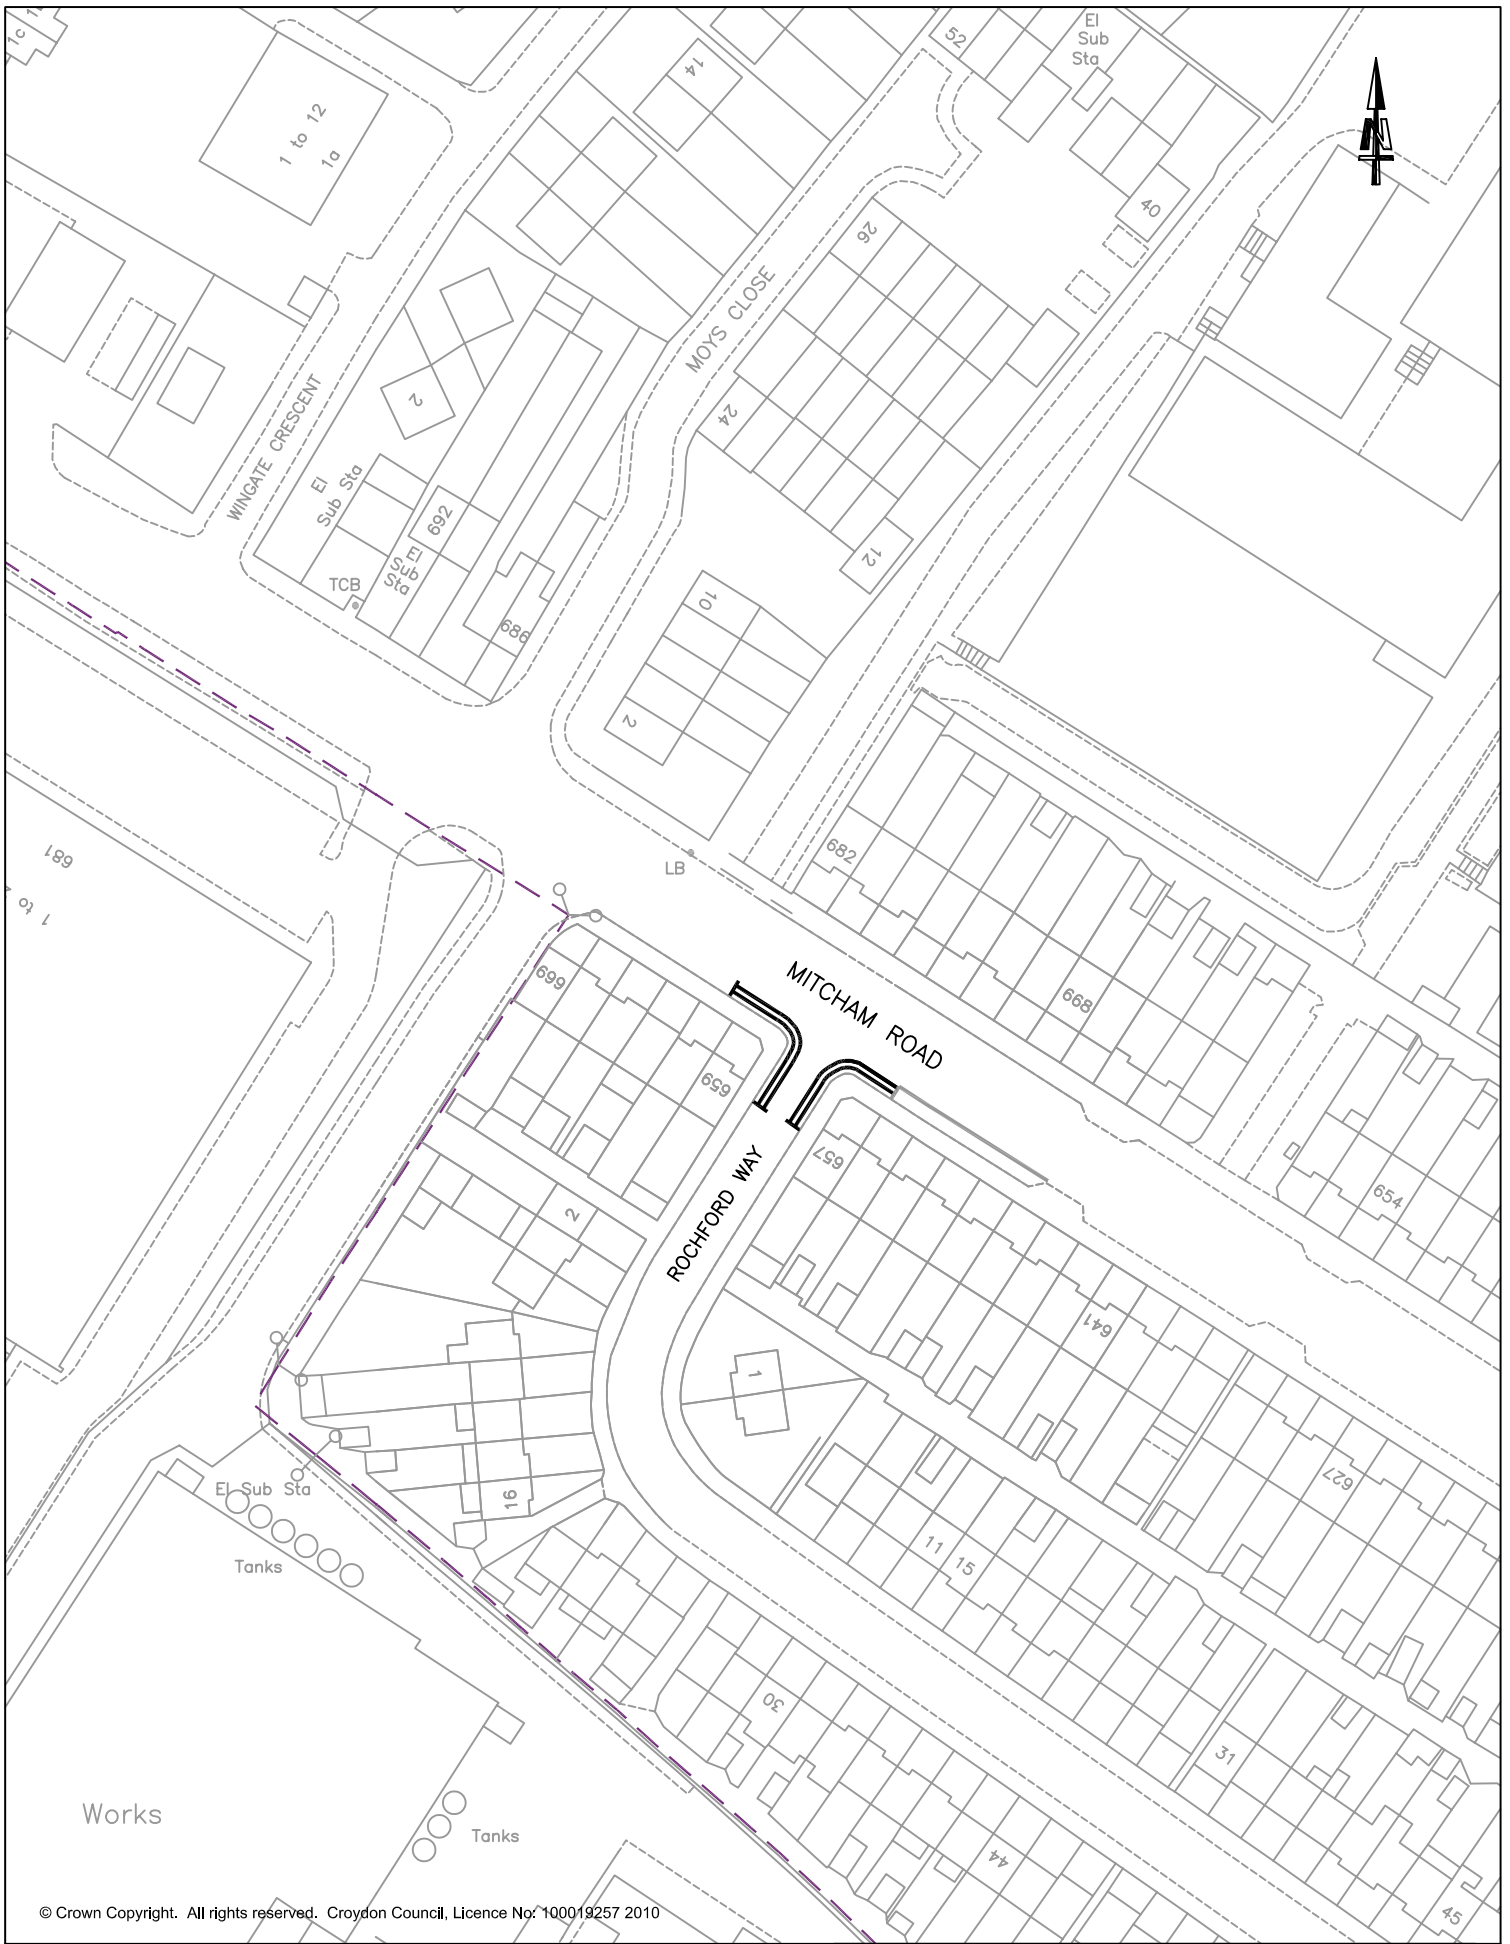 1c
52
El
Sub
Sta
14
1 to 12
1a
N
40
26
MOYS CLOSE
24
2
WINGATE CRESCENT
El
Sub Sta
692
El
Sub
Sta
TCB
686
12
10
2
682
LB
681
1 to
MITCHAM ROAD
668
669
659
657
654
ROCHFORD WAY
2
641
1
627
16
El Sub Sta
Tanks
11
15
30
31
Works
Tanks
44
45
© Crown Copyright. All rights reserved. Croydon Council, Licence No: 100019257 2010